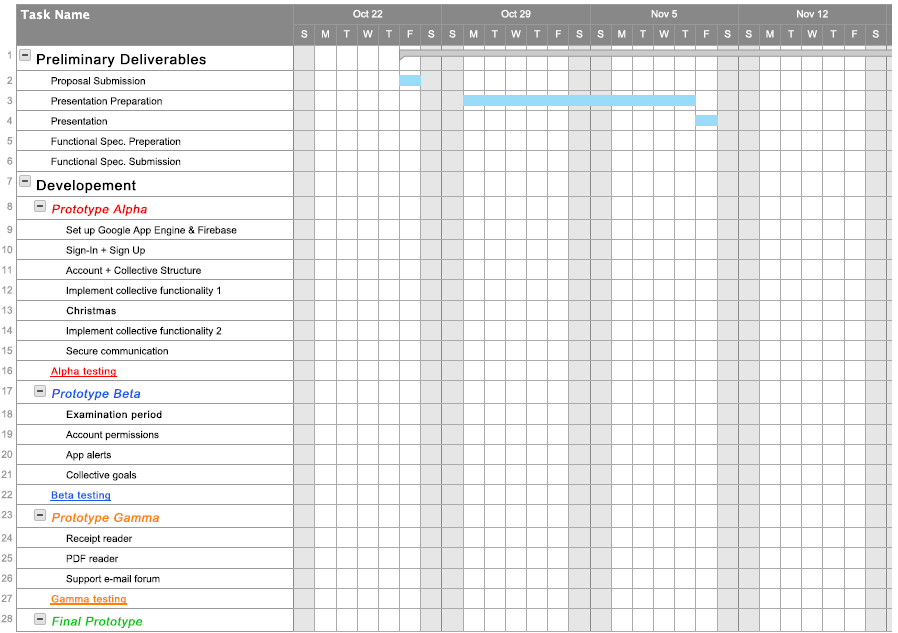 Task Name Oct 22 Oct 29 Nov 5 Nov 12
S M T W T F S S M T W T F S S M T W T F S S M T W T F S
1 Preliminary Deliverables
2 Proposal Submission
3 Presentation Preparation
4 Presentation
5 Functional Spec. Preperation
6 Functional Spec. Submission
7 Developement
8 Prototype Alpha
9 Set up Google App Engine & Firebase
10 Sign-In + Sign Up
11 Account + Collective Structure
12 Implement collective functionality 1
13 Christmas
14 Implement collective functionality 2
15 Secure communication
16 Alpha testing
17 Prototype Beta
18 Examination period
19 Account permissions
20 App alerts
21 Collective goals
22 Beta testing
23 Prototype Gamma
24 Receipt reader
25 PDF reader
26 Support e-mail forum
27 Gamma testing
28 Final Prototype